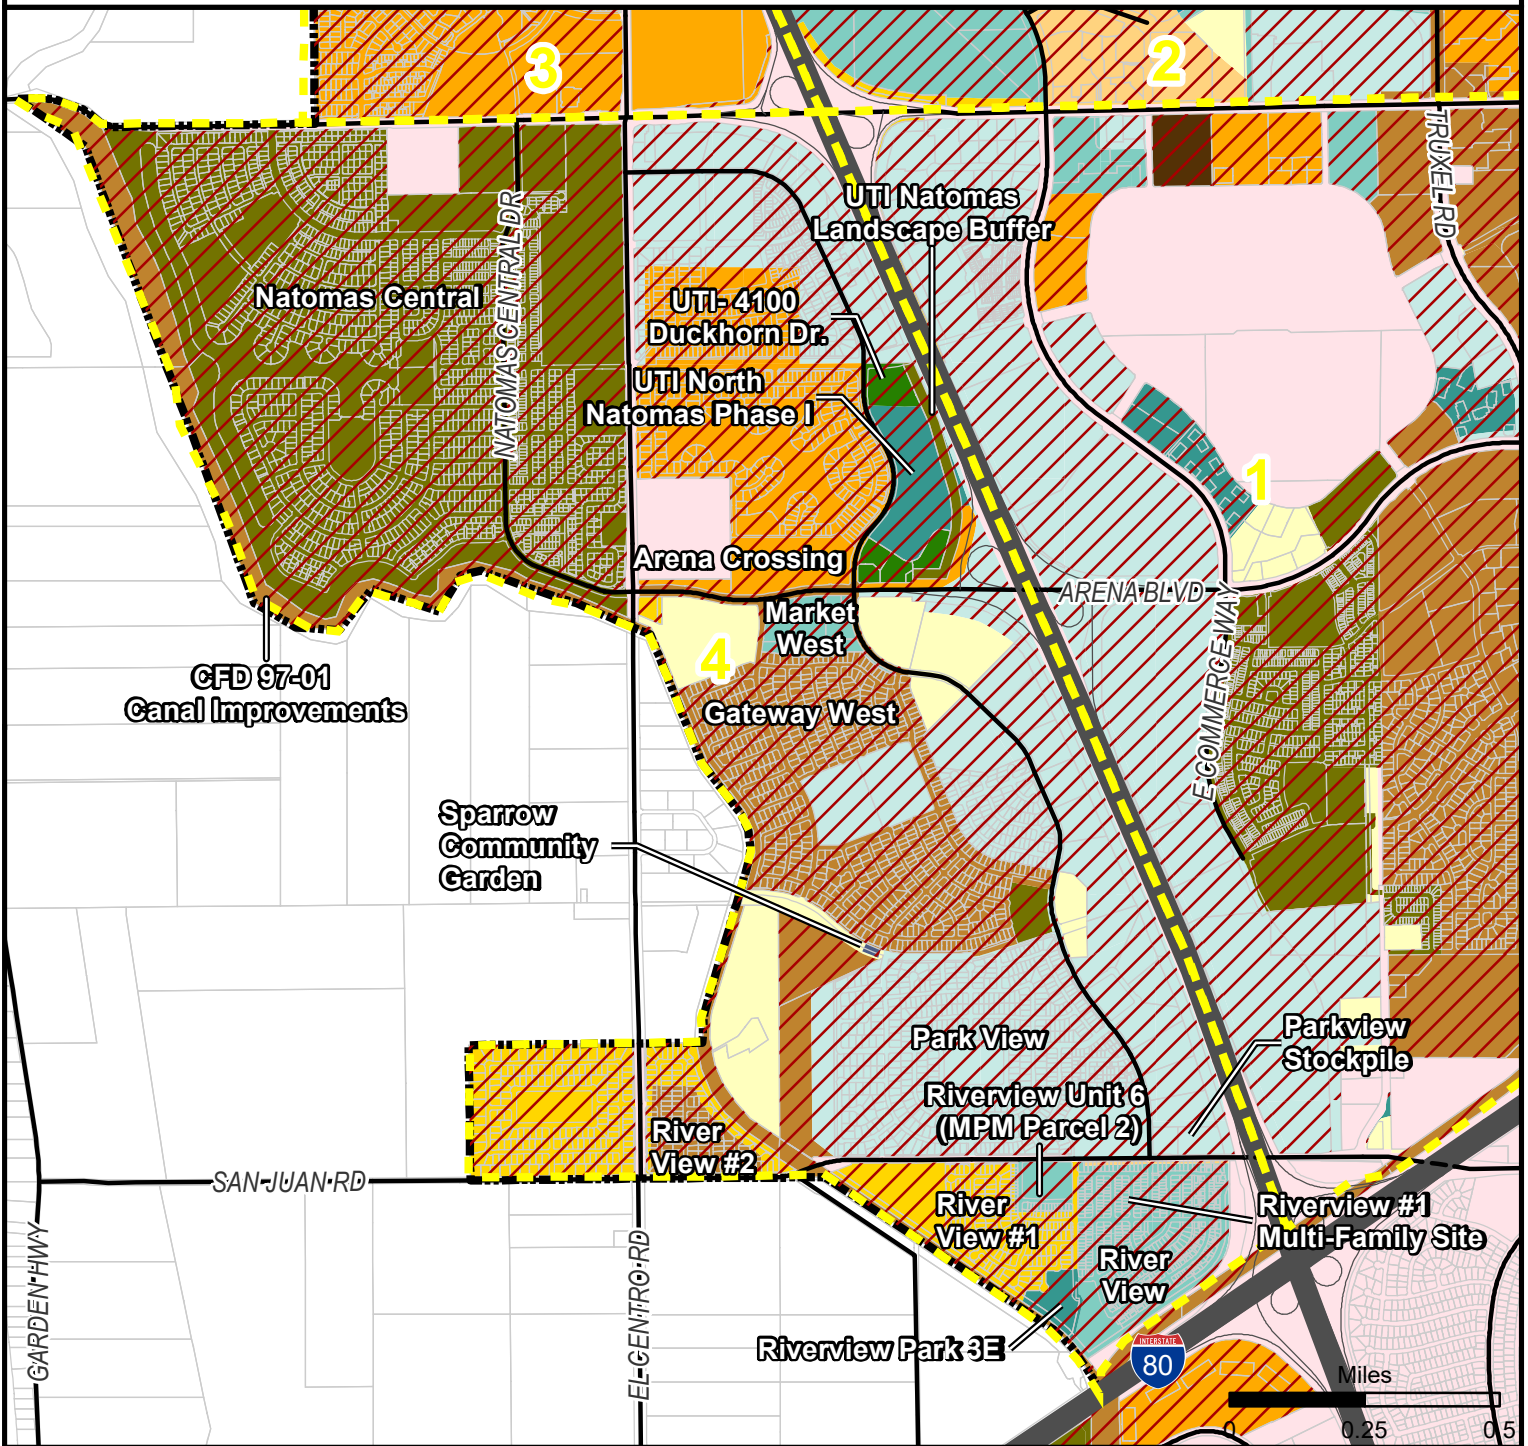 3
2
TRUXEL RD
UTI Natomas
Landscape Buffer
NATOMAS CENTRAL DR
Natomas Central
UTI- 4100
Duckhorn Dr.
UTI North
Natomas Phase I
1
Arena Crossing
ARENA BLVD
Market
West
4
E COMMERCE WAY
CFD 97-01
Canal Improvements
Gateway West
Sparrow
Community
Garden
Park View
Parkview
Stockpile
Riverview Unit 6
(MPM Parcel 2)
River
View #2
SAN JUAN RD
River
View #1
Riverview #1
Multi-Family Site
River
View
GARDEN HWY
EL CENTRO RD
Riverview Park 3E
INTERSTATE
80
Miles
0 0.25 0.5